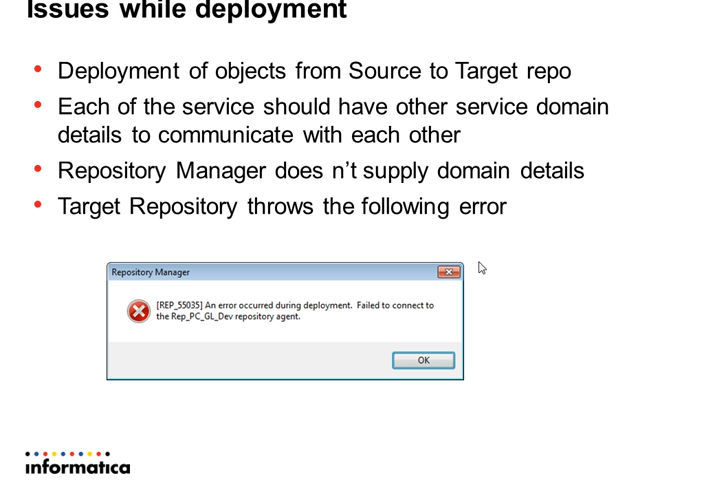 Issues while deployment
Deployment of objects from Source to Target repo
Each of the service should have other service domain
details to communicate with each other
Repository Manager does n't supply domain details
Target Repository throws the following error
Repository Manager
[REP_55035] An error occurred during deployment. Failed to connect to
the Rep_PC_GL_Dev repository agent.
OK
informatica